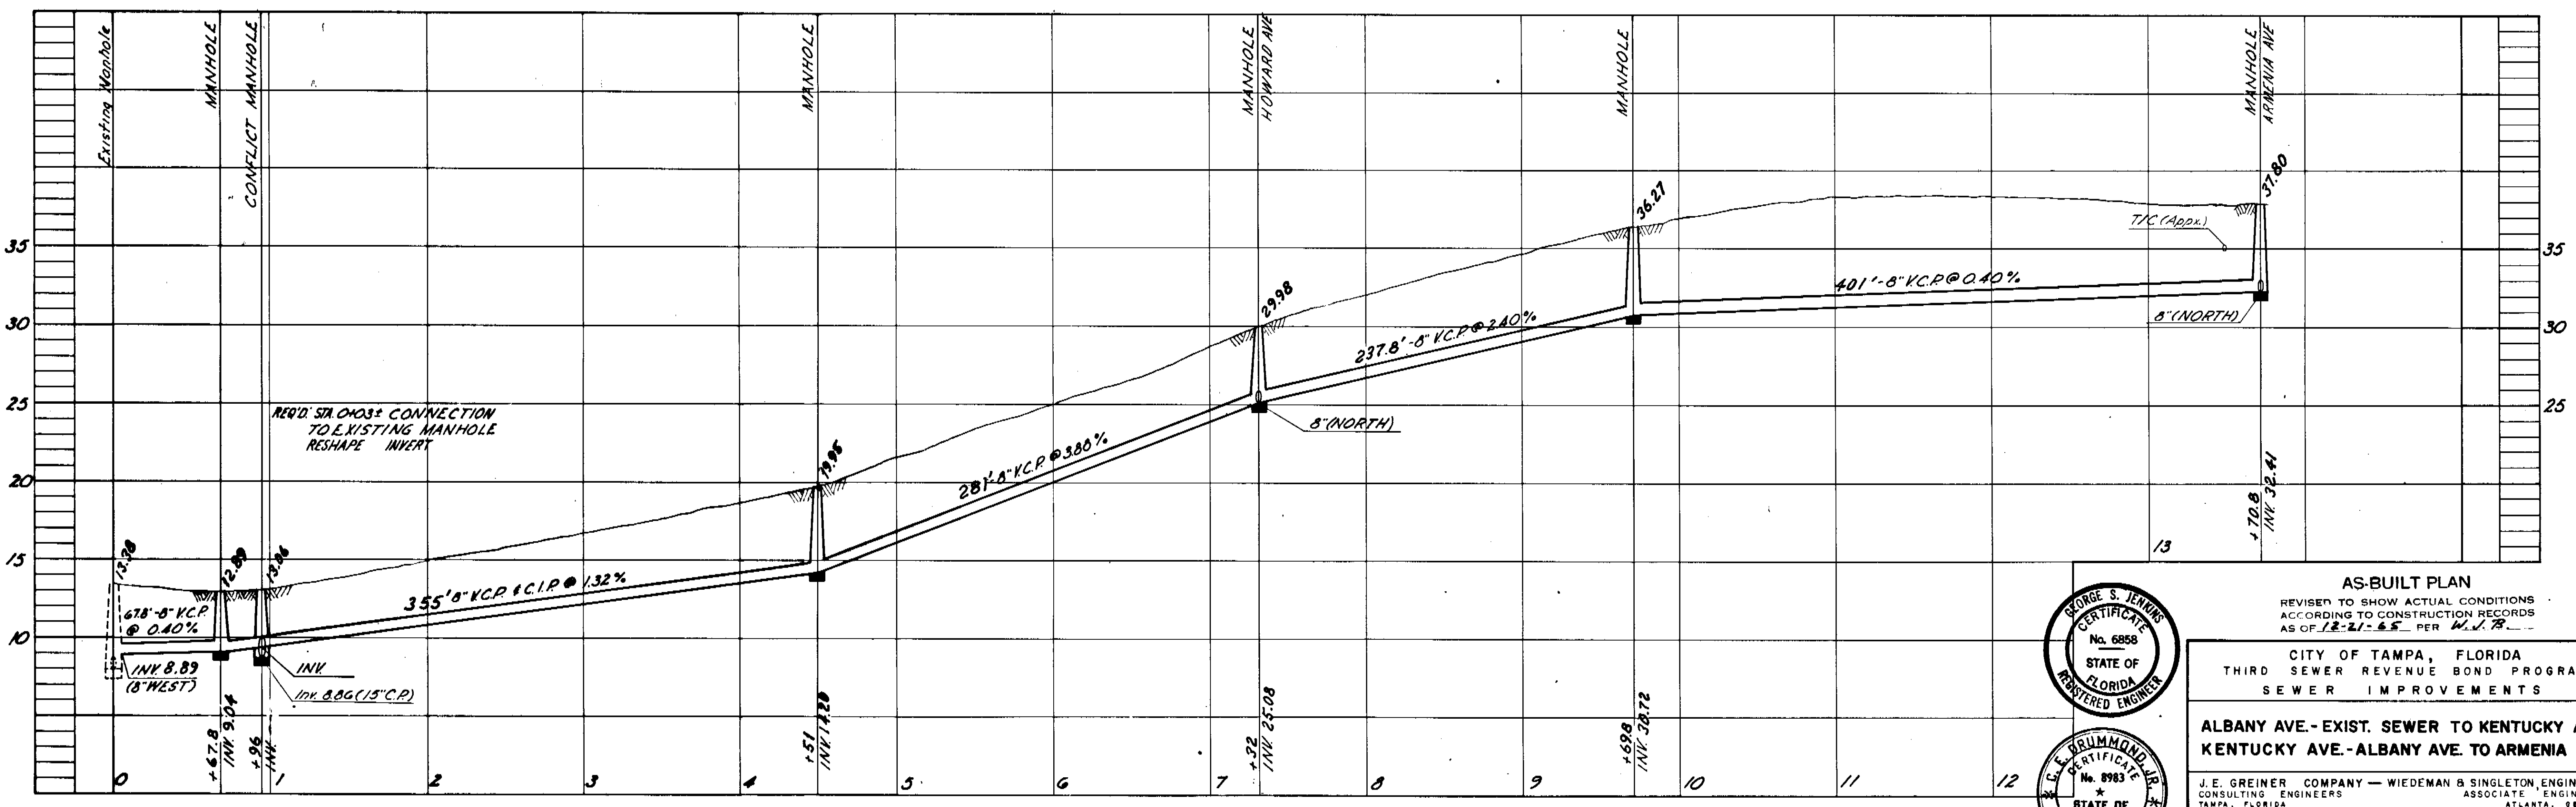 Existing Manhole
MANHOLE
CONFLICT MANHOLE
MANHOLE
MANHOLE
HOWARD AVE
MANHOLE
MANHOLE
ARMENIA AVE
35
30
25
20
15
10
35
30
25
REQ'D. STA. 0+03± CONNECTION
TO EXISTING MANHOLE
RESHAPE INVERT
13.38
12.89
13.06
19.96
29.98
36.27
37.80
67.8'-8" V.C.P.
@ 0.40%
355' 8" V.C.P. & C.I.P. @ 1.32%
281'-8" V.C.P. @ 3.88%
237.8'-8" V.C.P. @ 2.40%
401'-8" V.C.P. @ 0.40%
T/C (Appx.)
8"(NORTH)
8"(NORTH)
INV. 8.89
(8"WEST)
INV.
Inv. 8.86 (15"C.P.)
+67.8
INV. 9.04
+96
INV.
+51
INV. 14.20
+32
INV. 25.08
+69.8
INV. 30.72
+70.8
INV. 32.41
0
1
2
3
4
5
6
7
8
9
10
11
12
13
AS-BUILT PLAN
REVISED TO SHOW ACTUAL CONDITIONS
ACCORDING TO CONSTRUCTION RECORDS
AS OF 12-21-65 PER W.J.B.
GEORGE S. JENKINS
CERTIFICATE
No. 6858
STATE OF
FLORIDA
REGISTERED ENGINEER
C. E. DRUMMOND, JR.
CERTIFICATE
No. 8983
STATE OF
CITY OF TAMPA, FLORIDA
THIRD SEWER REVENUE BOND PROGRA
SEWER IMPROVEMENTS
ALBANY AVE.-EXIST. SEWER TO KENTUCKY A
KENTUCKY AVE.-ALBANY AVE. TO ARMENIA
J.E. GREINER COMPANY — WIEDEMAN & SINGLETON, ENGIN
CONSULTING ENGINEERS ASSOCIATE ENGIN
TAMPA, FLORIDA ATLANTA, G